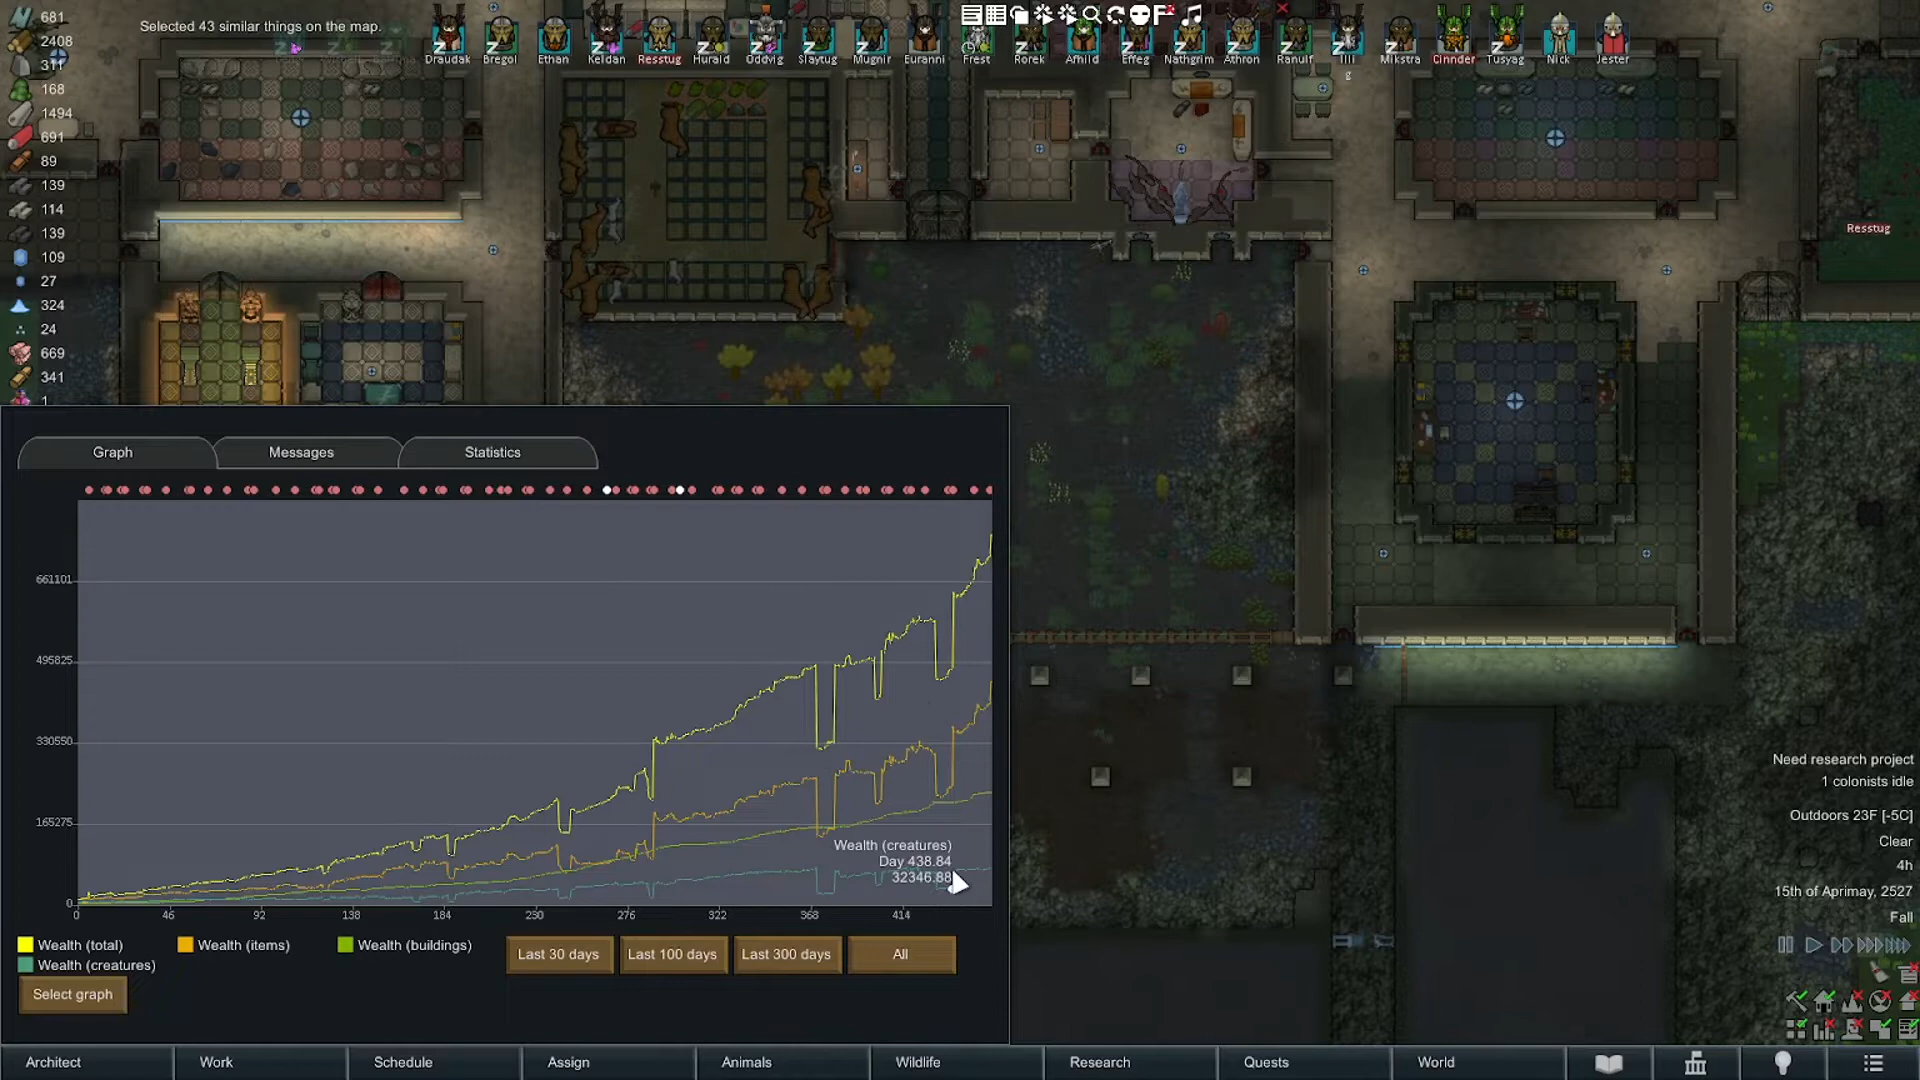 Selected 43 similar things on the map.
681
2408
311
168
1494
691
89
139
114
139
109
27
324
24
669
341
1
Draudak
Bregol
Ethan
Keldan
Resstug
Hurald
Oddvig
Slaytug
Mugnir
Euranni
Frest
Rorek
Afhild
Effeg
Nathgrim
Athron
Ranulf
Mikstra
Cinnder
Tusyag
Nick
Jester
Resstug
Graph
Messages
Statistics
661101
495825
330550
165275
0
0
46
92
138
184
230
276
322
368
414
Wealth (creatures)
Day 438.84
32346.88
Wealth (total)
Wealth (items)
Wealth (buildings)
Wealth (creatures)
Last 30 days
Last 100 days
Last 300 days
All
Select graph
Need research project
1 colonists idle
Outdoors 23F [-5C]
Clear
4h
15th of Aprimay, 2527
Fall
Architect
Work
Schedule
Assign
Animals
Wildlife
Research
Quests
World